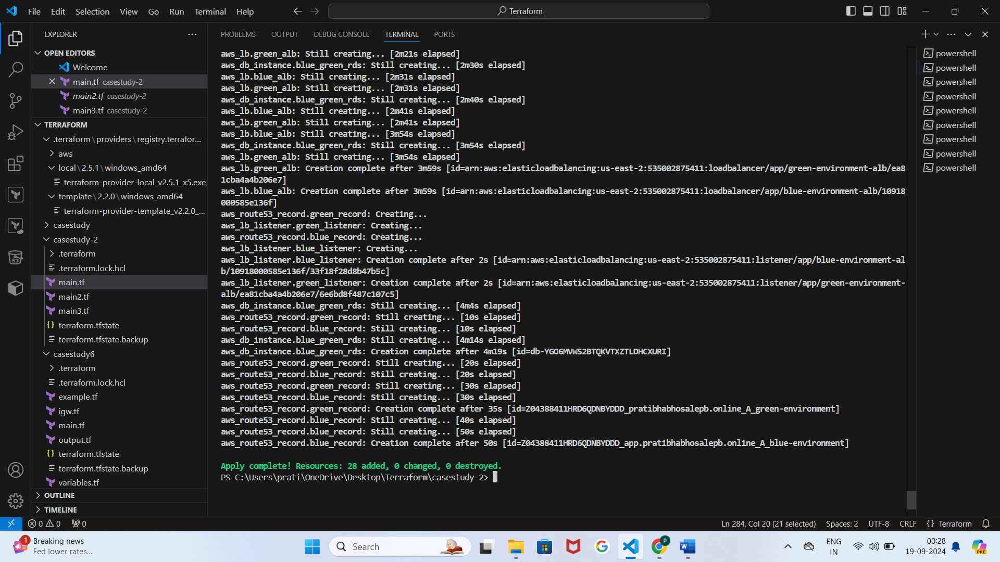 File Edit Selection View Go Run Terminal Help
Terraform
EXPLORER
OPEN EDITORS
Welcome
main.tf casestudy-2
main2.tf casestudy-2
main3.tf casestudy-2
TERRAFORM
.terraform\providers\registry.terrafor...
aws
local\2.5.1\windows_amd64
terraform-provider-local_v2.5.1_x5.exe
template\2.2.0\windows_amd64
terraform-provider-template_v2.2.0_...
casestudy
casestudy-2
.terraform
.terraform.lock.hcl
main.tf
main2.tf
main3.tf
terraform.tfstate
terraform.tfstate.backup
casestudy6
.terraform
.terraform.lock.hcl
example.tf
igw.tf
main.tf
output.tf
terraform.tfstate
terraform.tfstate.backup
variables.tf
OUTLINE
TIMELINE
S3
PROBLEMS OUTPUT DEBUG CONSOLE TERMINAL PORTS
aws_lb.green_alb: Still creating... [2m21s elapsed]
aws_db_instance.blue_green_rds: Still creating... [2m30s elapsed]
aws_lb.blue_alb: Still creating... [2m31s elapsed]
aws_lb.green_alb: Still creating... [2m31s elapsed]
aws_db_instance.blue_green_rds: Still creating... [2m40s elapsed]
aws_lb.blue_alb: Still creating... [2m41s elapsed]
aws_lb.green_alb: Still creating... [2m41s elapsed]
aws_lb.blue_alb: Still creating... [3m54s elapsed]
aws_db_instance.blue_green_rds: Still creating... [3m54s elapsed]
aws_lb.green_alb: Still creating... [3m54s elapsed]
aws_lb.green_alb: Creation complete after 3m59s [id=arn:aws:elasticloadbalancing:us-east-2:535002875411:loadbalancer/app/green-environment-alb/ea8
1cba4a4b206e7]
aws_lb.blue_alb: Creation complete after 3m59s [id=arn:aws:elasticloadbalancing:us-east-2:535002875411:loadbalancer/app/blue-environment-alb/10918
000585e136f]
aws_route53_record.green_record: Creating...
aws_lb_listener.green_listener: Creating...
aws_route53_record.blue_record: Creating...
aws_lb_listener.blue_listener: Creating...
aws_lb_listener.blue_listener: Creation complete after 2s [id=arn:aws:elasticloadbalancing:us-east-2:535002875411:listener/app/blue-environment-al
b/10918000585e136f/33f18f28d8b47b5c]
aws_lb_listener.green_listener: Creation complete after 2s [id=arn:aws:elasticloadbalancing:us-east-2:535002875411:listener/app/green-environment-
alb/ea81cba4a4b206e7/6e6bd8f487c107c5]
aws_db_instance.blue_green_rds: Still creating... [4m4s elapsed]
aws_route53_record.green_record: Still creating... [10s elapsed]
aws_route53_record.blue_record: Still creating... [10s elapsed]
aws_db_instance.blue_green_rds: Still creating... [4m14s elapsed]
aws_db_instance.blue_green_rds: Creation complete after 4m19s [id=db-YGO6MVWS2BTQKVTXZTLDHCXURI]
aws_route53_record.green_record: Still creating... [20s elapsed]
aws_route53_record.blue_record: Still creating... [20s elapsed]
aws_route53_record.green_record: Still creating... [30s elapsed]
aws_route53_record.blue_record: Still creating... [30s elapsed]
aws_route53_record.green_record: Creation complete after 35s [id=Z04388411HRD6QDNBYDDD_pratibhabhosalepb.online_A_green-environment]
aws_route53_record.blue_record: Still creating... [40s elapsed]
aws_route53_record.blue_record: Still creating... [50s elapsed]
aws_route53_record.blue_record: Creation complete after 50s [id=Z04388411HRD6QDNBYDDD_app.pratibhabhosalepb.online_A_blue-environment]
Apply complete! Resources: 28 added, 0 changed, 0 destroyed.
PS C:\Users\prati\OneDrive\Desktop\Terraform\casestudy-2>
powershell
powershell
powershell
powershell
powershell
powershell
powershell
powershell
powershell
0 0 0
Ln 284, Col 20 (21 selected) Spaces: 2 UTF-8 CRLF {} Terraform
1
Breaking news
Fed lower rates...
Search
P
W
ENG
IN
00:28
19-09-2024
PRE